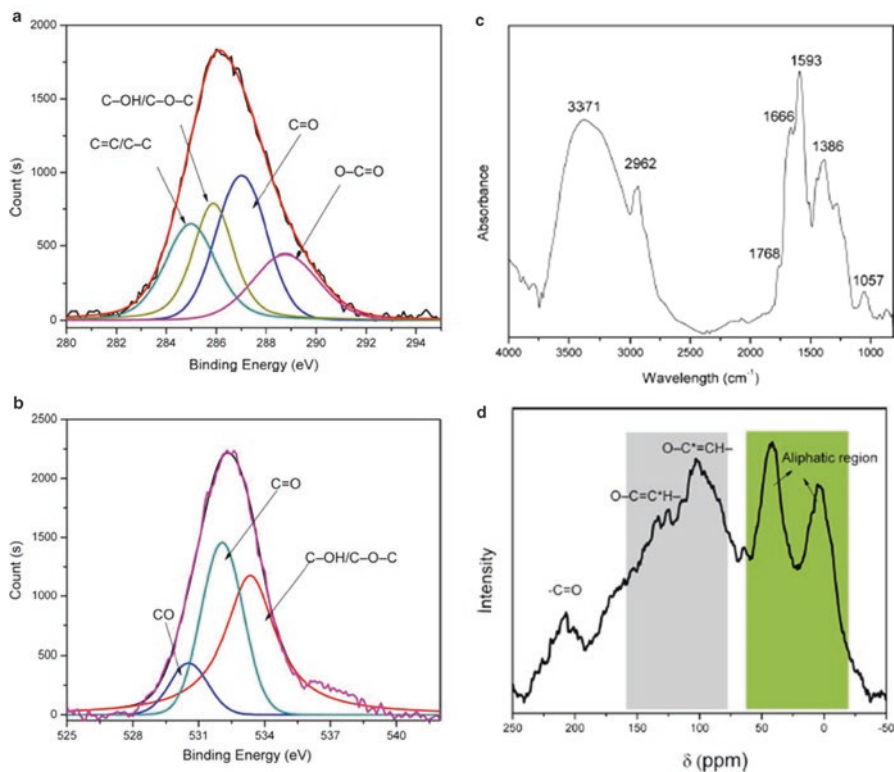 a
2000
1500
1000
500
0
C–OH/C–O–C
C=C/C–C
C=O
O–C=O
280 282 284 286 288 290 292 294
Binding Energy (eV)
Count (s)
b
2500
2000
1500
1000
500
0
C=O
C–OH/C–O–C
CO
525 528 531 534 537 540
Binding Energy (eV)
Count (s)
c
1593
3371
1666
2962
1386
1768
1057
Absorbance
4000 3500 3000 2500 2000 1500 1000
Wavelength (cm-1)
d
O–C*=CH–
Aliphatic region
O–C=C*H–
-C=O
Intensity
250 200 150 100 50 0 -50
δ (ppm)